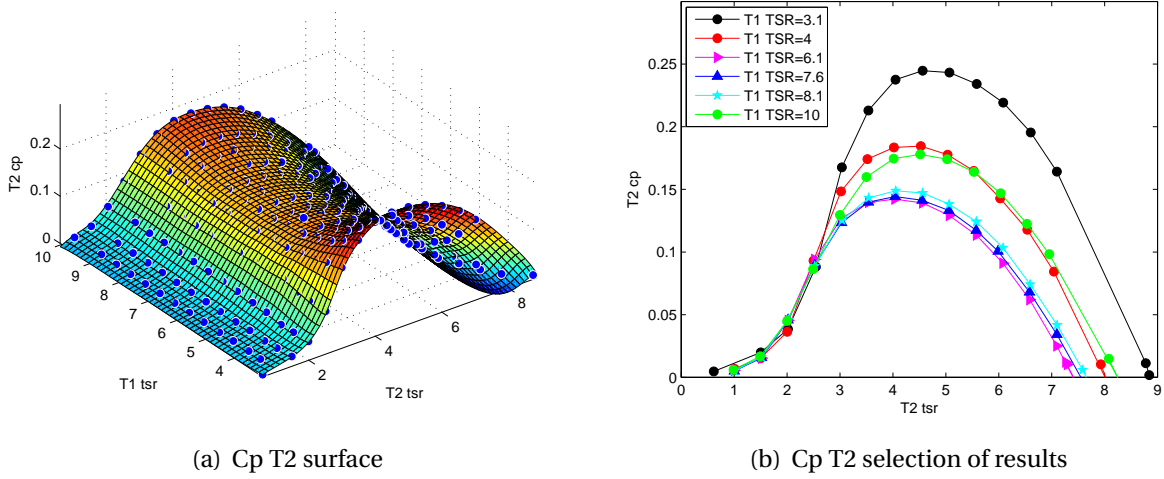 0.2
0.1
0
T2 cp
10
9
8
7
6
5
4
T1 tsr
2
4
6
8
T2 tsr
T1 TSR=3.1
T1 TSR=4
T1 TSR=6.1
T1 TSR=7.6
T1 TSR=8.1
T1 TSR=10
0.25
0.2
0.15
0.1
0.05
0
T2 cp
0 1 2 3 4 5 6 7 8 9
T2 tsr
(a) Cp T2 surface
(b) Cp T2 selection of results